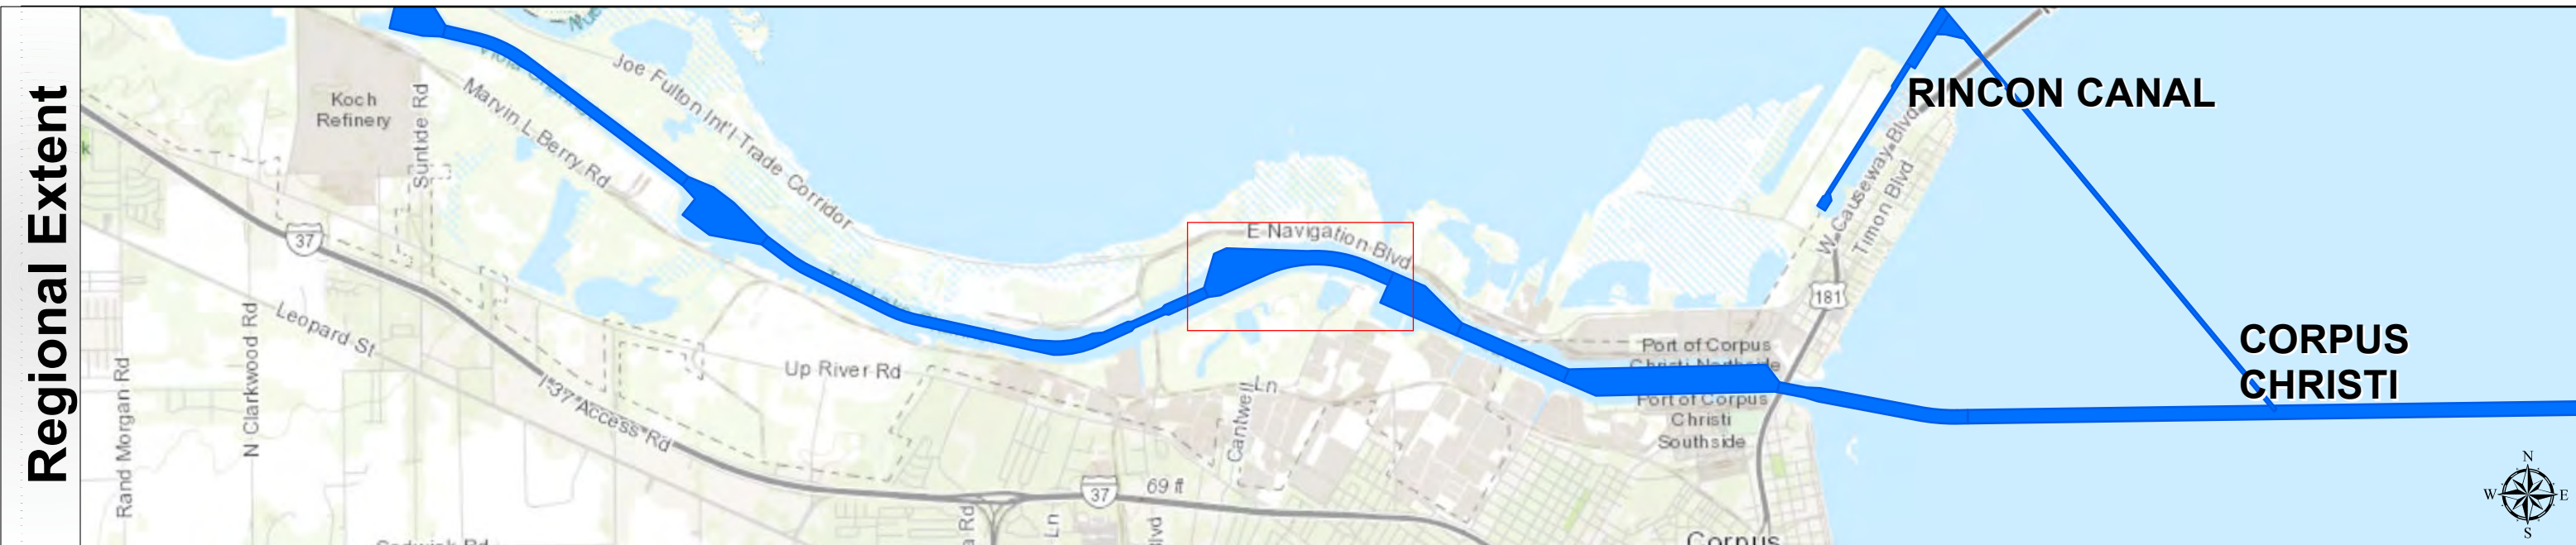 Regional Extent
Koch
Refinery
Suntide Rd
Marvin L Berry Rd
Joe Fulton Int'l Trade Corridor
37
Leopard St
N Clarkwood Rd
Rand Morgan Rd
I-37 Access Rd
Up River Rd
E Navigation Blvd
Cantwell Ln
37
69 ft
Ln
RINCON CANAL
W Causeway Blvd
Timon Blvd
181
Port of Corpus
Christi Northside
Port of Corpus
Christi
Southside
CORPUS
CHRISTI
Corpus
N
W
E
S